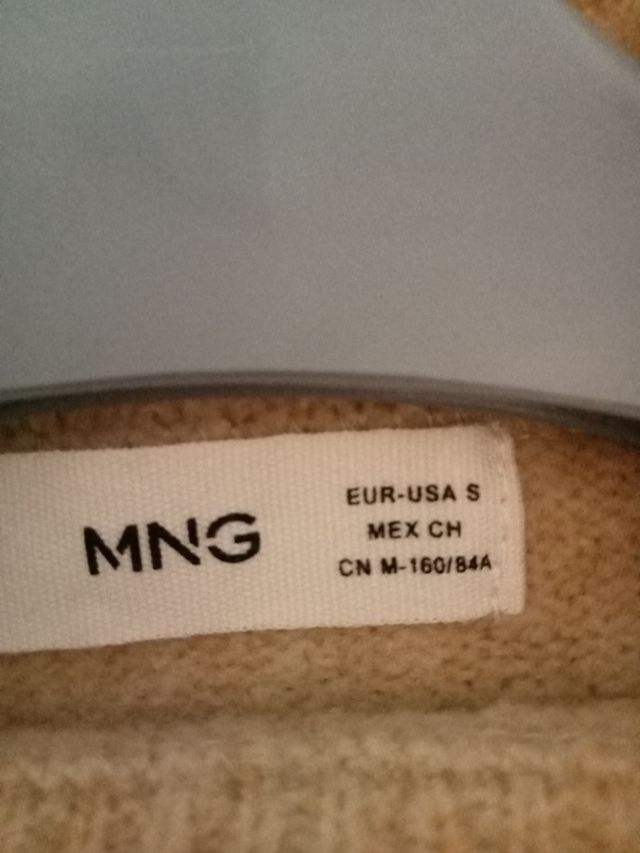 MNG
EUR-USA S
MEX CH
CN M-160/84A